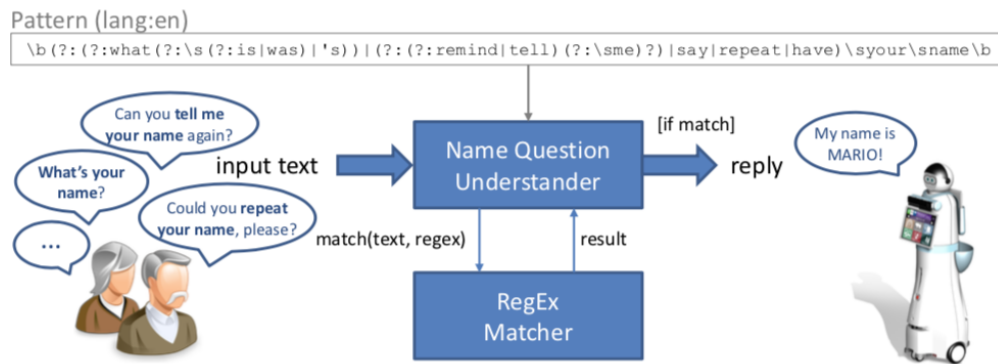 Pattern (lang:en)
\b(?:(?:what(?:\s(?:is|was)|'s))|(?:(?:remind|tell)(?:\sme)?)|say|repeat|have)\syour\sname\b
Can you tell me
your name again?
What's your
name?
Could you repeat
your name, please?
...
input text
Name Question
Understander
[if match]
reply
My name is
MARIO!
match(text, regex)
result
RegEx
Matcher